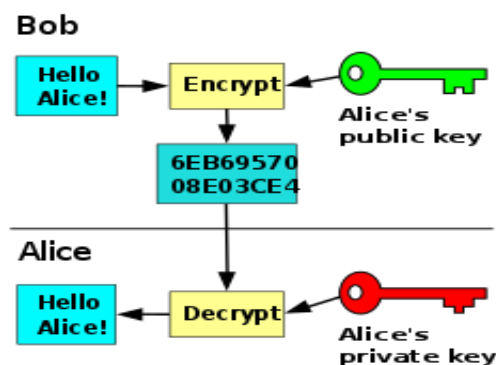 Bob
Hello
Alice!
Encrypt
Alice's
public key
6EB69570
08E03CE4
Alice
Hello
Alice!
Decrypt
Alice's
private key